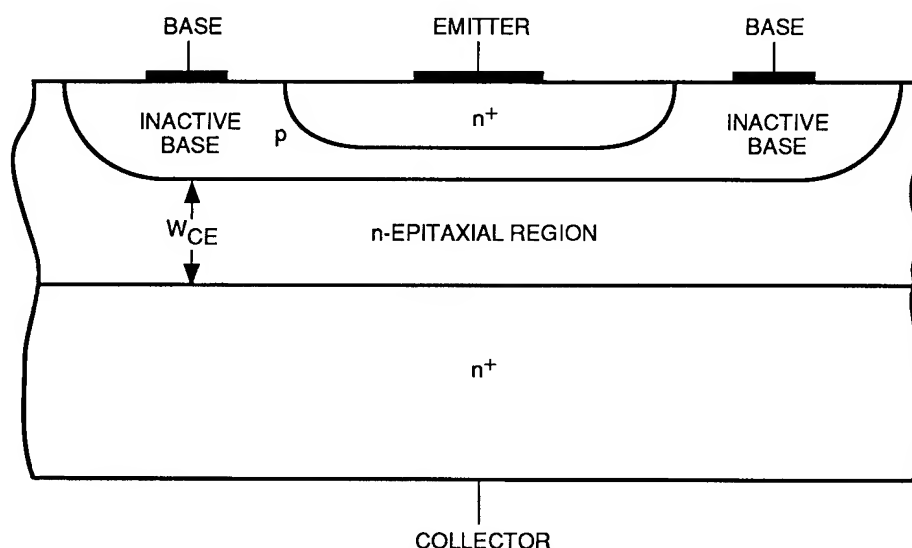 BASE
EMITTER
BASE
INACTIVE
BASE
p
n+
INACTIVE
BASE
WCE
n-EPITAXIAL REGION
n+
COLLECTOR